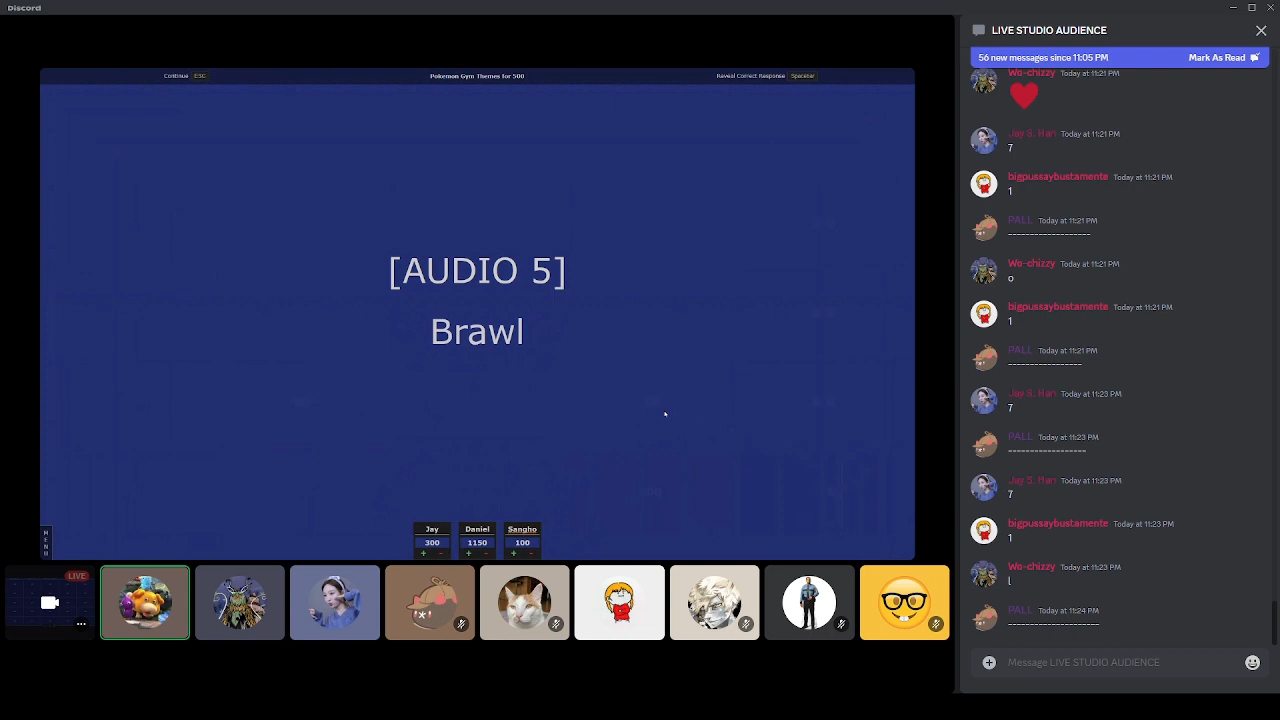 Discord
Continue ESC
Pokemon Gym Themes for 500
Reveal Correct Response Spacebar
[AUDIO 5]
Brawl
MENU
Jay
300
+ -
Daniel
1150
+ -
Sangho
100
+ -
LIVE
LIVE STUDIO AUDIENCE
56 new messages since 11:05 PM Mark As Read
Wo-chizzy Today at 11:21 PM
Jay S. Han Today at 11:21 PM
7
bigpussaybustamente Today at 11:21 PM
1
PALL Today at 11:21 PM
-------------------
Wo-chizzy Today at 11:21 PM
o
bigpussaybustamente Today at 11:21 PM
1
PALL Today at 11:21 PM
-----------------
Jay S. Han Today at 11:23 PM
7
PALL Today at 11:23 PM
------------------
Jay S. Han Today at 11:23 PM
7
bigpussaybustamente Today at 11:23 PM
1
Wo-chizzy Today at 11:23 PM
l
PALL Today at 11:24 PM
---------------------
Message LIVE STUDIO AUDIENCE